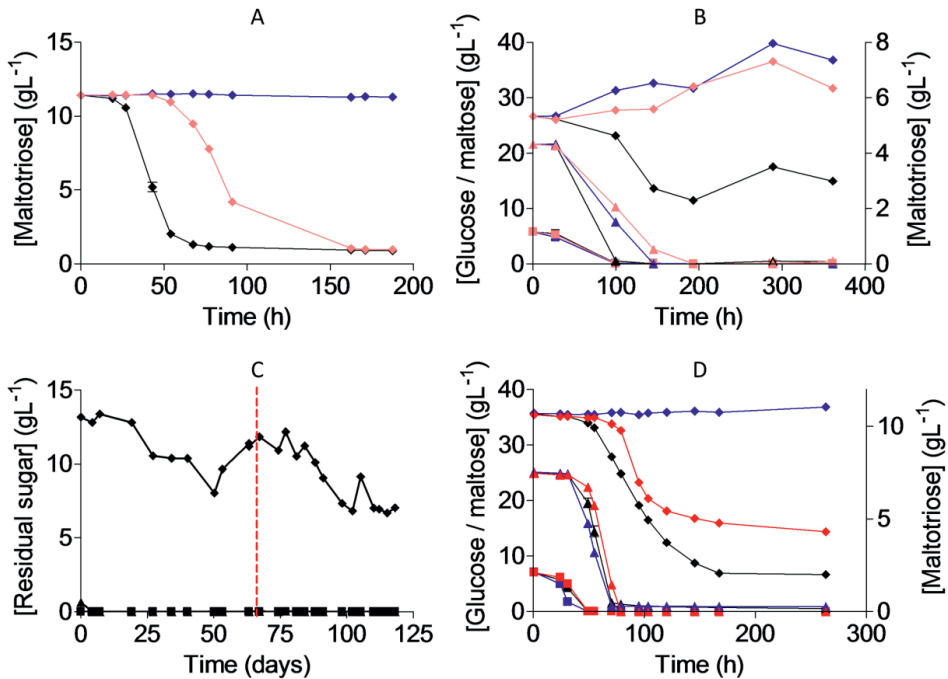 A
[Maltotriose] (gL⁻¹)
15
10
5
0
0 50 100 150 200
Time (h)
B
[Glucose / maltose] (gL⁻¹)
40
30
20
10
0
8
6
4
2
0
[Maltotriose] (gL⁻¹)
0 100 200 300 400
Time (h)
C
[Residual sugar] (gL⁻¹)
15
10
5
0
0 25 50 75 100 125
Time (days)
D
[Glucose / maltose] (gL⁻¹)
40
30
20
10
0
10
5
0
[Maltotriose] (gL⁻¹)
0 100 200 300
Time (h)